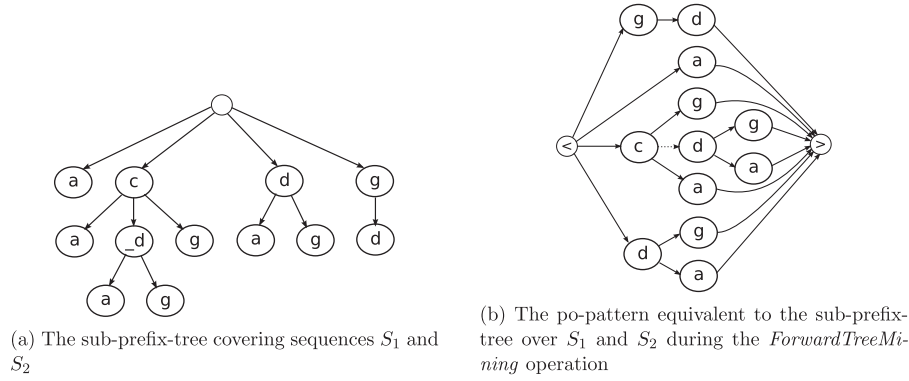 a c d g
a _d g a g d
a g
(a) The sub-prefix-tree covering sequences S1 and
S2
g d
a
g
g
< c d >
a
a
g
d
a
(b) The po-pattern equivalent to the sub-prefix-
tree over S1 and S2 during the ForwardTreeMi-
ning operation